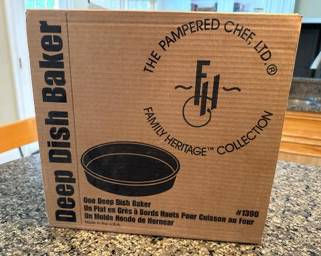 Deep Dish Baker
THE PAMPERED CHEF, LTD.®
FH
FAMILY HERITAGE™ COLLECTION
One Deep Dish Baker
#1390
Un Plat en Grès à Bords Hauts Pour Cuisson au Four
Un Molde Hondo de Hornear